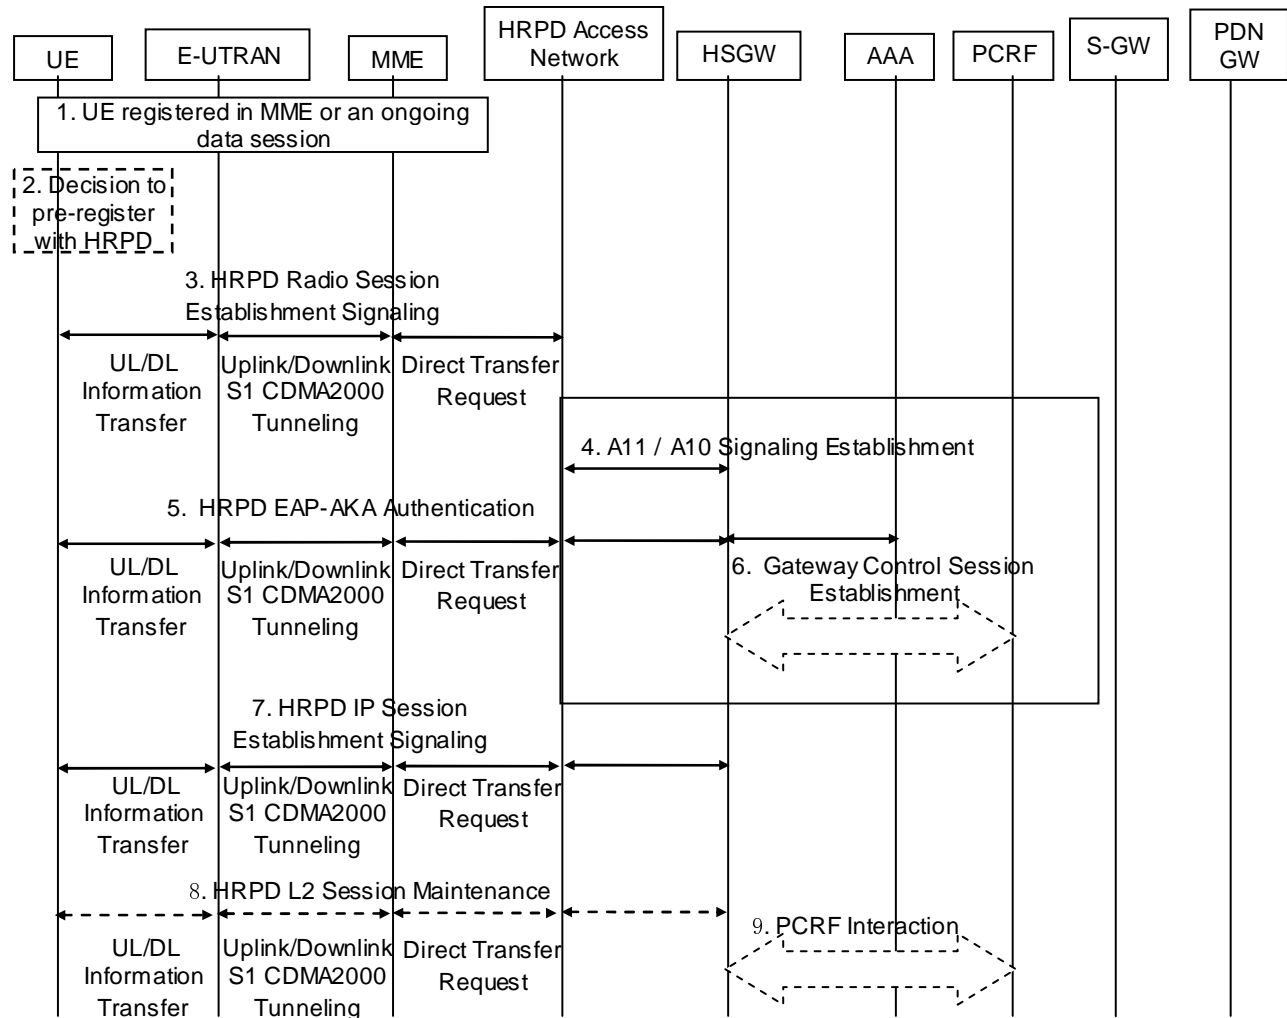 UE
E-UTRAN
MME
HRPD Access
Network
HSGW
AAA
PCRF
S-GW
PDN
GW
1. UE registered in MME or an ongoing
data session
2. Decision to
pre-register
with HRPD
3. HRPD Radio Session
Establishment Signaling
UL/DL
Information
Transfer
Uplink/Downlink
S1 CDMA2000
Tunneling
Direct Transfer
Request
4. A11 / A10 Signaling Establishment
5. HRPD EAP-AKA Authentication
UL/DL
Information
Transfer
Uplink/Downlink
S1 CDMA2000
Tunneling
Direct Transfer
Request
6. Gateway Control Session
Establishment
7. HRPD IP Session
Establishment Signaling
UL/DL
Information
Transfer
Uplink/Downlink
S1 CDMA2000
Tunneling
Direct Transfer
Request
8. HRPD L2 Session Maintenance
UL/DL
Information
Transfer
Uplink/Downlink
S1 CDMA2000
Tunneling
Direct Transfer
Request
9. PCRF Interaction